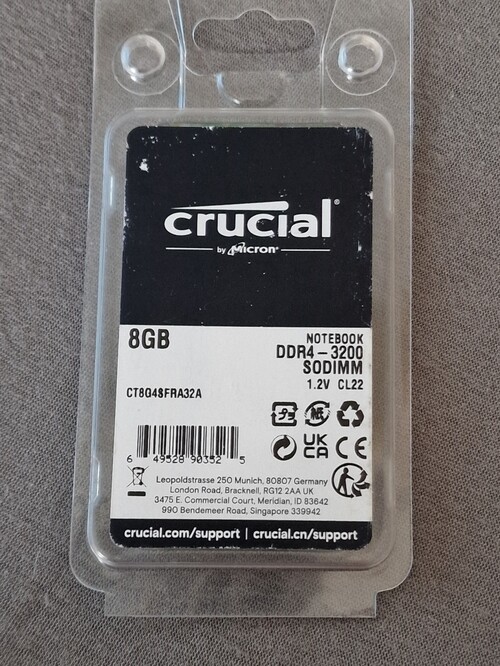 crucial®
by Micron®
8GB
NOTEBOOK
DDR4-3200
SODIMM
1.2V CL22
CT8G48FRA32A
紙
UK
CA
CE
6 49528 90352 5
Leopoldstrasse 250 Munich, 80807 Germany
London Road, Bracknell, RG12 2AA UK
3475 E. Commercial Court, Meridian, ID 83642
990 Bendemeer Road, Singapore 339942
crucial.com/support | crucial.cn/support